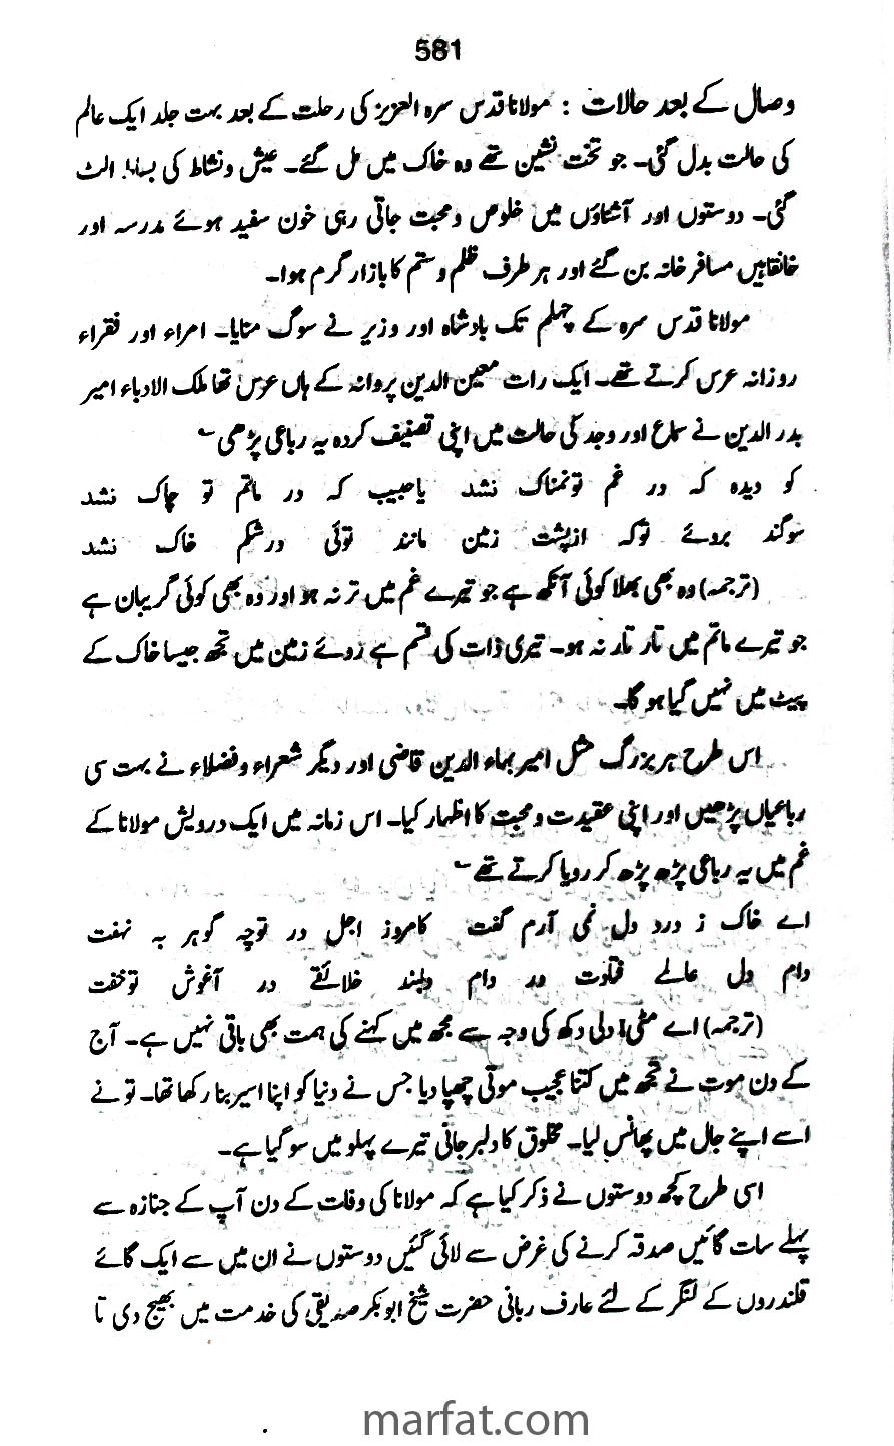 581
وصال کے بعد حالات : مولانا قدس سرہ العزیز کی رحلت کے بعد بہت جلد ایک عالم
کی حالت بدل گئی۔ جو تخت نشین تھے وہ خاک میں مل گئے۔ عیش و نشاط کی بساط الٹ
گئی۔ دوستوں اور آشناؤں میں خلوص و محبت جاتی رہی خون سفید ہوئے مدرسہ اور
خانقاہیں مسافر خانہ بن گئے اور ہر طرف ظلم و ستم کا بازار گرم ہوا۔
مولانا قدس سرہ کے چہلم تک بادشاہ اور وزیر نے سوگ منایا۔ امراء اور فقراء
روزانہ عرس کرتے تھے۔ ایک رات معین الدین پروانہ کے ہاں عرس تھا ملک الادباء امیر
بدر الدین نے سماع اور وجد کی حالت میں اپنی تصنیف کردہ یہ رباعی پڑھی ؎
کو دیدہ کہ در غم تو نمناک نشد یا حبیب کہ در ماتم تو چاک نشد
سوگند بروئے تو کہ از پشت زمین مانند توئی در شکم خاک نشد
(ترجمہ) وہ بھی بھلا کوئی آنکھ ہے جو تیرے غم میں تر نہ ہو اور وہ بھی کوئی گریبان ہے
جو تیرے ماتم میں تار تار نہ ہو۔ تیری ذات کی قسم ہے روئے زمین میں تجھ جیسا خاک کے
پیٹ میں نہیں گیا ہو گا۔
اس طرح ہر بزرگ مثل امیر بہاء الدین قاضی اور دیگر شعراء و فضلاء نے بہت سی
رباعیاں پڑھیں اور اپنی عقیدت و محبت کا اظہار کیا۔ اس زمانہ میں ایک درویش مولانا کے
غم میں یہ رباعی پڑھ پڑھ کر رویا کرتے تھے ؎
اے خاک ز درد دل نمی آرم گفت کامروز اجل در تو چہ گوہر بہ نہفت
دام دل عالمے فتادت در دام دلبند خلائقے در آغوش تو خفت
(ترجمہ) اے مٹی! دلی دکھ کی وجہ سے مجھ میں کہنے کی ہمت بھی باقی نہیں ہے۔ آج
کے دن موت نے تجھ میں کتنا عجیب موتی چھپا دیا جس نے دنیا کو اپنا اسیر بنا رکھا تھا۔ تو نے
اسے اپنے جال میں پھانس لیا۔ مخلوق کا دلبر جانی تیرے پہلو میں سو گیا ہے۔
اسی طرح کچھ دوستوں نے ذکر کیا ہے کہ مولانا کی وفات کے دن آپ کے جنازہ سے
پہلے سات گائیں صدقہ کرنے کی غرض سے لائی گئیں دوستوں نے ان میں سے ایک گائے
قلندروں کے لنگر کے لئے عارف ربانی حضرت شیخ ابو بکر صدیقی کی خدمت میں بھیج دی تا
marfat.com